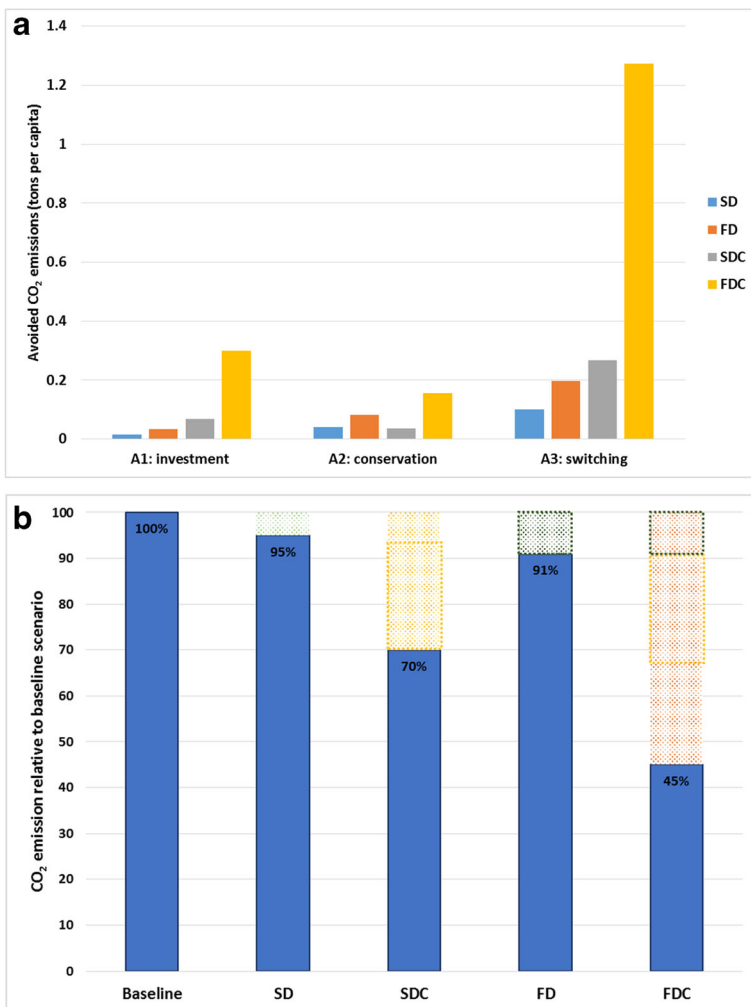 a
1.4
1.2
1
0.8
0.6
0.4
0.2
0
Avoided CO₂ emissions (tons per capita)
A1: investment
A2: conservation
A3: switching
SD
FD
SDC
FDC
b
100
90
80
70
60
50
40
30
20
10
0
CO₂ emission relative to baseline scenario
100%
95%
70%
91%
45%
Baseline
SD
SDC
FD
FDC